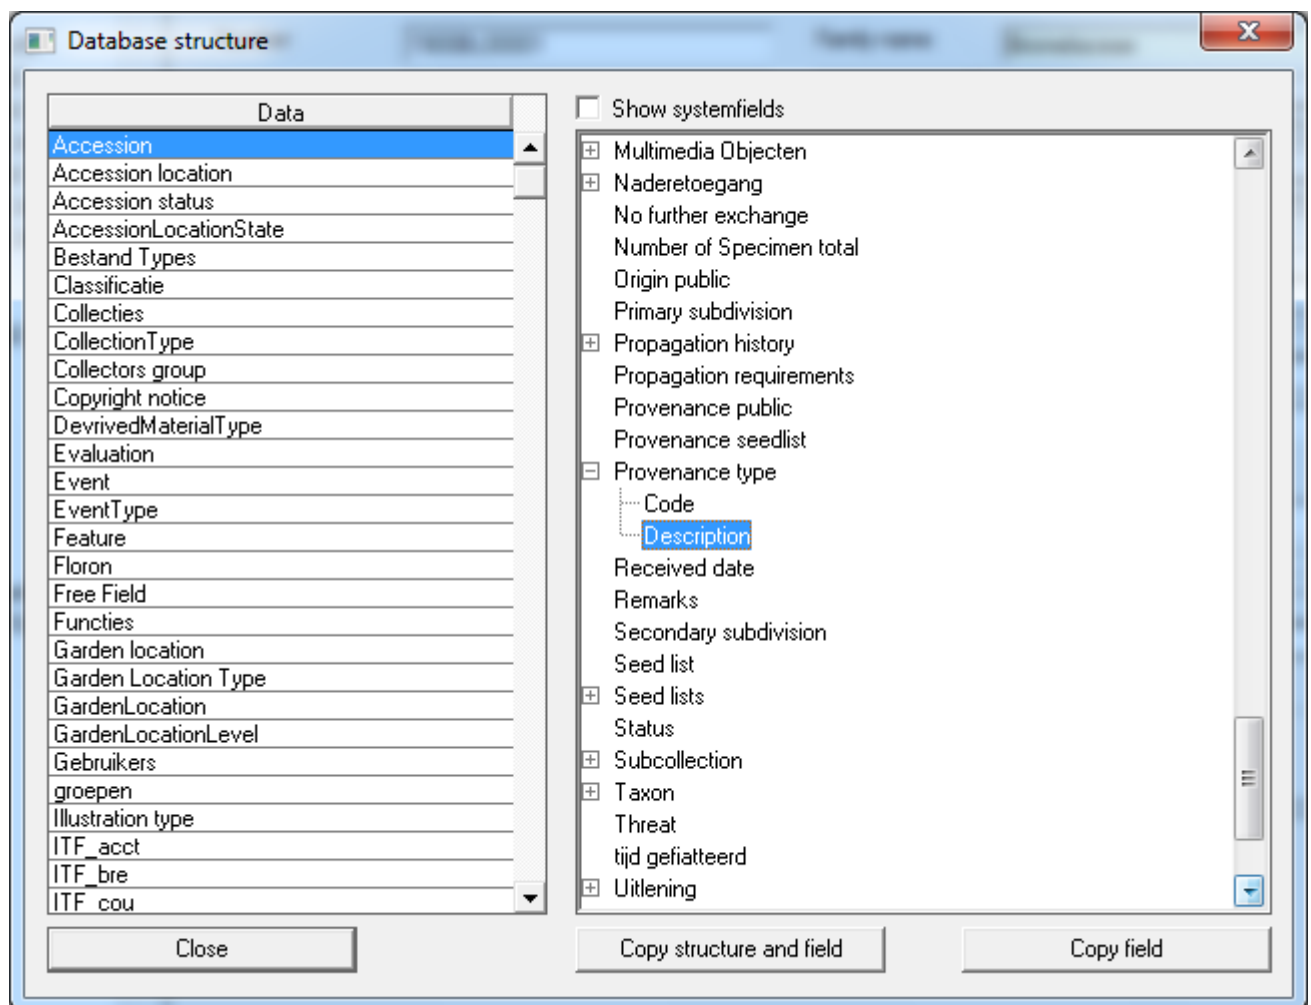 Database structure
Data
Accession
Accession location
Accession status
AccessionLocationState
Bestand Types
Classificatie
Collecties
CollectionType
Collectors group
Copyright notice
DevrivedMaterialType
Evaluation
Event
EventType
Feature
Floron
Free Field
Functies
Garden location
Garden Location Type
GardenLocation
GardenLocationLevel
Gebruikers
groepen
Illustration type
ITF_acct
ITF_bre
ITF_cou
Close
Show systemfields
Multimedia Objecten
Naderetoegang
No further exchange
Number of Specimen total
Origin public
Primary subdivision
Propagation history
Propagation requirements
Provenance public
Provenance seedlist
Provenance type
Code
Description
Received date
Remarks
Secondary subdivision
Seed list
Seed lists
Status
Subcollection
Taxon
Threat
tijd gefiatteerd
Uitlening
Copy structure and field
Copy field